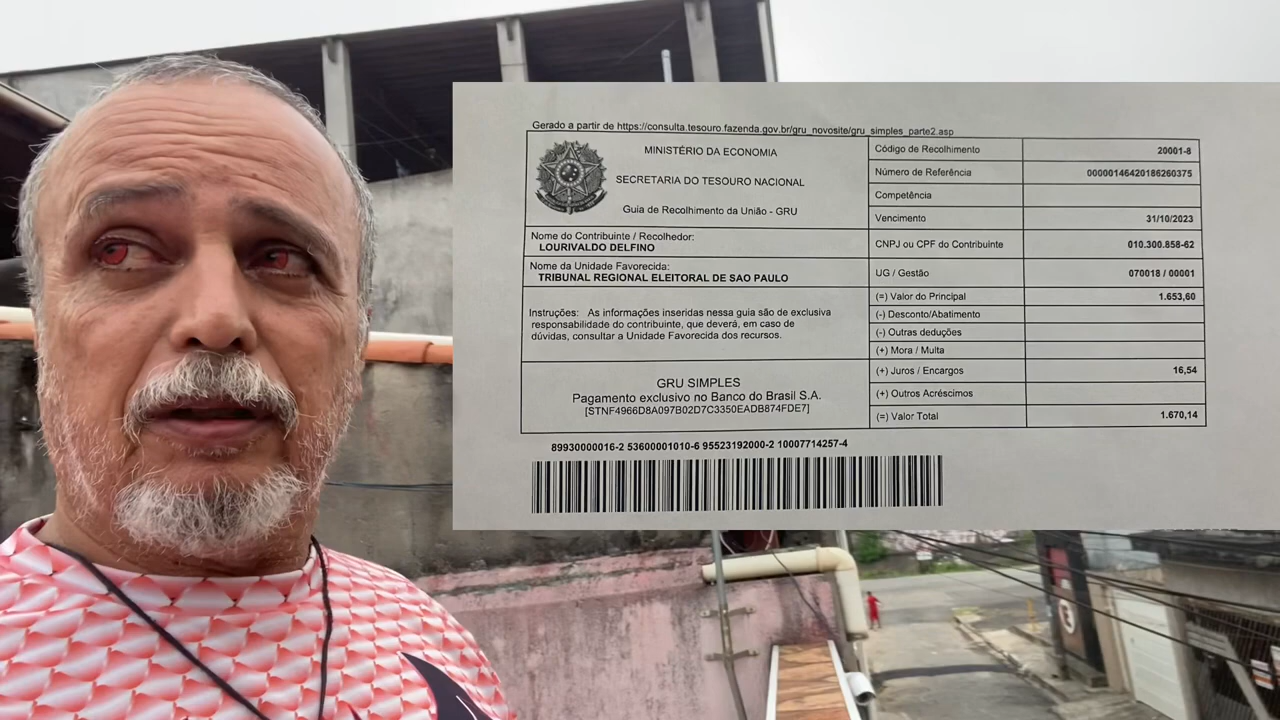 Gerado a partir de https://consulta.tesouro.fazenda.gov.br/gru_novosite/gru_simples_parte2.asp
MINISTÉRIO DA ECONOMIA
SECRETARIA DO TESOURO NACIONAL
Guia de Recolhimento da União - GRU
Código de Recolhimento 20001-8
Número de Referência 00000146420186260375
Competência
Vencimento 31/10/2023
Nome do Contribuinte / Recolhedor:
LOURIVALDO DELFINO
CNPJ ou CPF do Contribuinte 010.300.858-62
Nome da Unidade Favorecida:
TRIBUNAL REGIONAL ELEITORAL DE SAO PAULO
UG / Gestão 070018 / 00001
Instruções: As informações inseridas nessa guia são de exclusiva
responsabilidade do contribuinte, que deverá, em caso de
dúvidas, consultar a Unidade Favorecida dos recursos.
(=) Valor do Principal 1.653,60
(-) Desconto/Abatimento
(-) Outras deduções
(+) Mora / Multa
GRU SIMPLES
Pagamento exclusivo no Banco do Brasil S.A.
[STNF4966D8A097B02D7C3350EADB874FDE7]
(+) Juros / Encargos 16,54
(+) Outros Acréscimos
(=) Valor Total 1.670,14
89930000016-2 53600001010-6 95523192000-2 10007714257-4
E